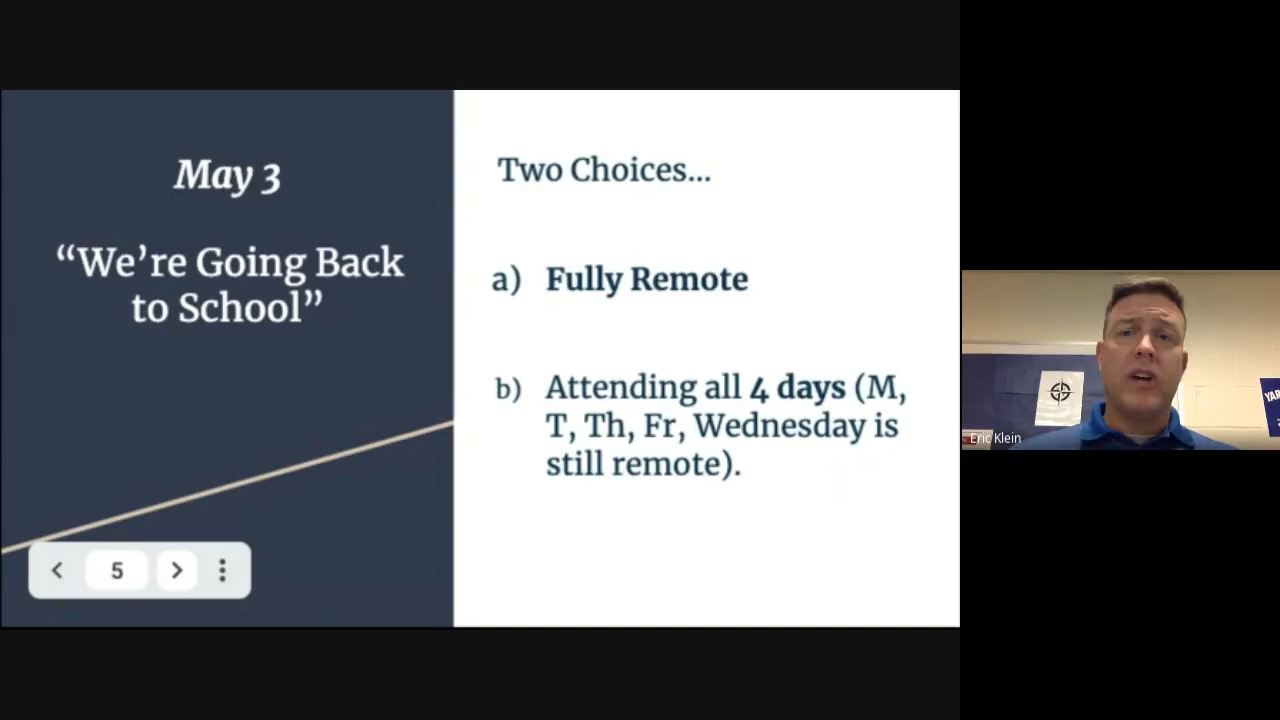 May 3
“We’re Going Back
to School”
Two Choices...
a) Fully Remote
b) Attending all 4 days (M,
T, Th, Fr, Wednesday is
still remote).
5
Eric Klein